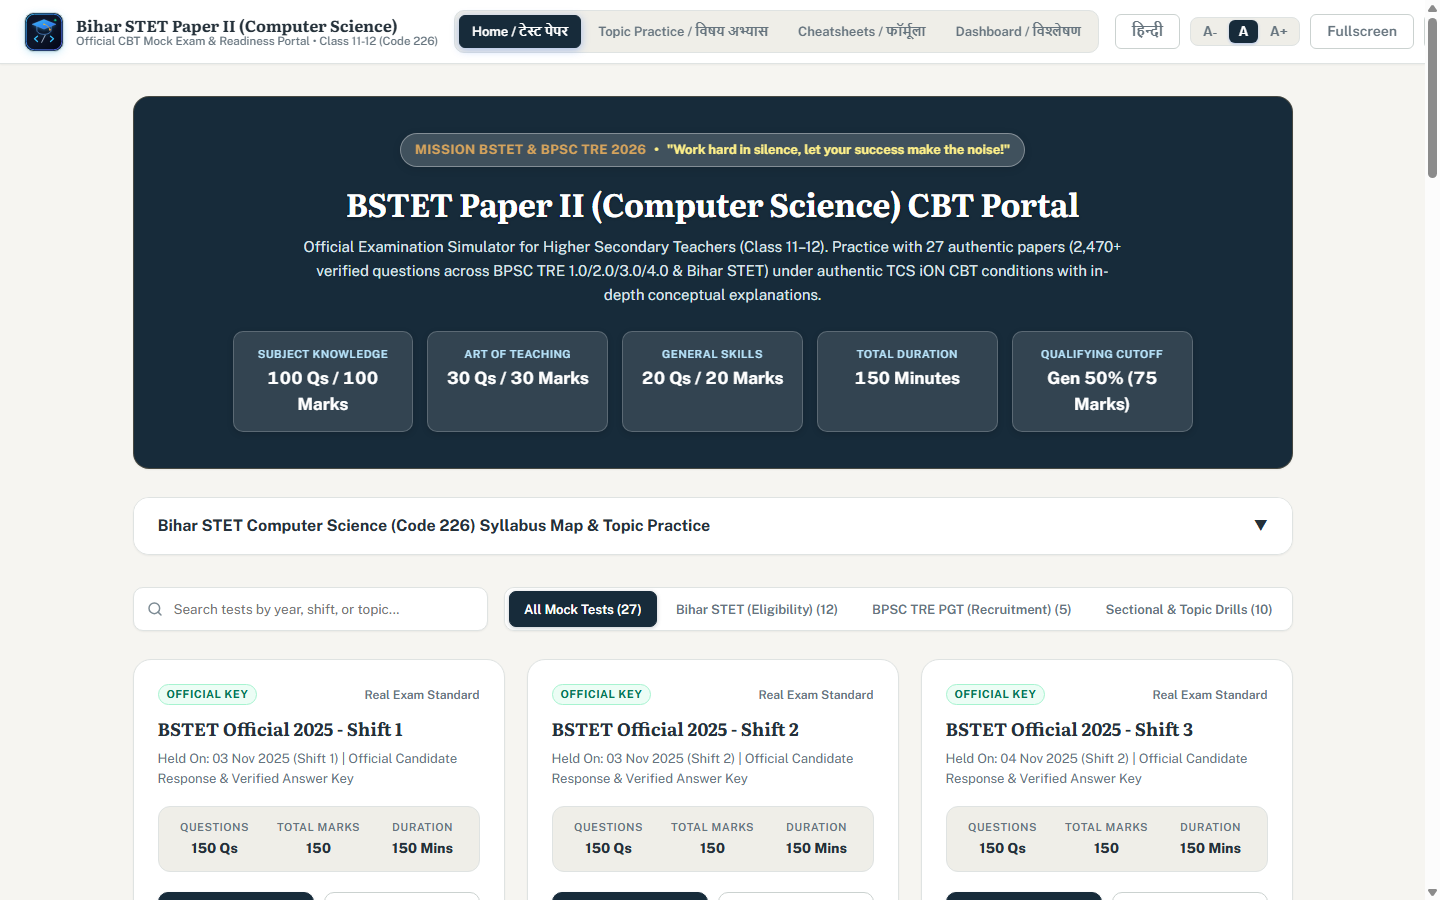 Bihar STET Paper II (Computer Science)
Official CBT Mock Exam & Readiness Portal • Class 11-12 (Code 226)
Home / टेस्ट पेपर
Topic Practice / विषय अभ्यास
Cheatsheets / फॉर्मूला
Dashboard / विश्लेषण
हिन्दी
A-
A
A+
Fullscreen
MISSION BSTET & BPSC TRE 2026 • "Work hard in silence, let your success make the noise!"
BSTET Paper II (Computer Science) CBT Portal
Official Examination Simulator for Higher Secondary Teachers (Class 11–12). Practice with 27 authentic papers (2,470+
verified questions across BPSC TRE 1.0/2.0/3.0/4.0 & Bihar STET) under authentic TCS iON CBT conditions with in-
depth conceptual explanations.
SUBJECT KNOWLEDGE
100 Qs / 100
Marks
ART OF TEACHING
30 Qs / 30 Marks
GENERAL SKILLS
20 Qs / 20 Marks
TOTAL DURATION
150 Minutes
QUALIFYING CUTOFF
Gen 50% (75
Marks)
Bihar STET Computer Science (Code 226) Syllabus Map & Topic Practice
▼
Search tests by year, shift, or topic...
All Mock Tests (27)
Bihar STET (Eligibility) (12)
BPSC TRE PGT (Recruitment) (5)
Sectional & Topic Drills (10)
OFFICIAL KEY
Real Exam Standard
BSTET Official 2025 - Shift 1
Held On: 03 Nov 2025 (Shift 1) | Official Candidate
Response & Verified Answer Key
QUESTIONS
150 Qs
TOTAL MARKS
150
DURATION
150 Mins
OFFICIAL KEY
Real Exam Standard
BSTET Official 2025 - Shift 2
Held On: 03 Nov 2025 (Shift 2) | Official Candidate
Response & Verified Answer Key
QUESTIONS
150 Qs
TOTAL MARKS
150
DURATION
150 Mins
OFFICIAL KEY
Real Exam Standard
BSTET Official 2025 - Shift 3
Held On: 04 Nov 2025 (Shift 2) | Official Candidate
Response & Verified Answer Key
QUESTIONS
150 Qs
TOTAL MARKS
150
DURATION
150 Mins